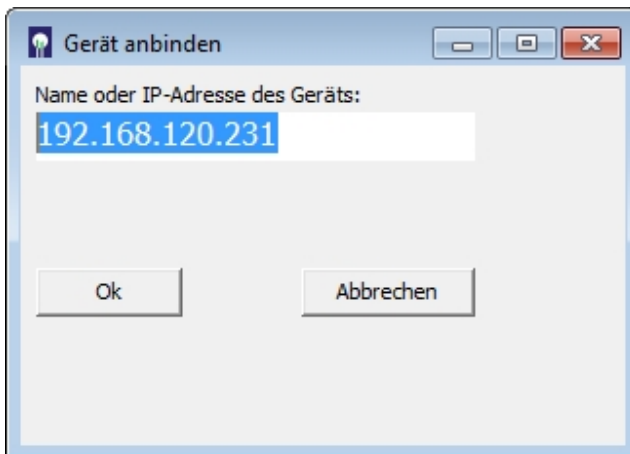 Gerät anbinden
Name oder IP-Adresse des Geräts:
192.168.120.231
Ok Abbrechen